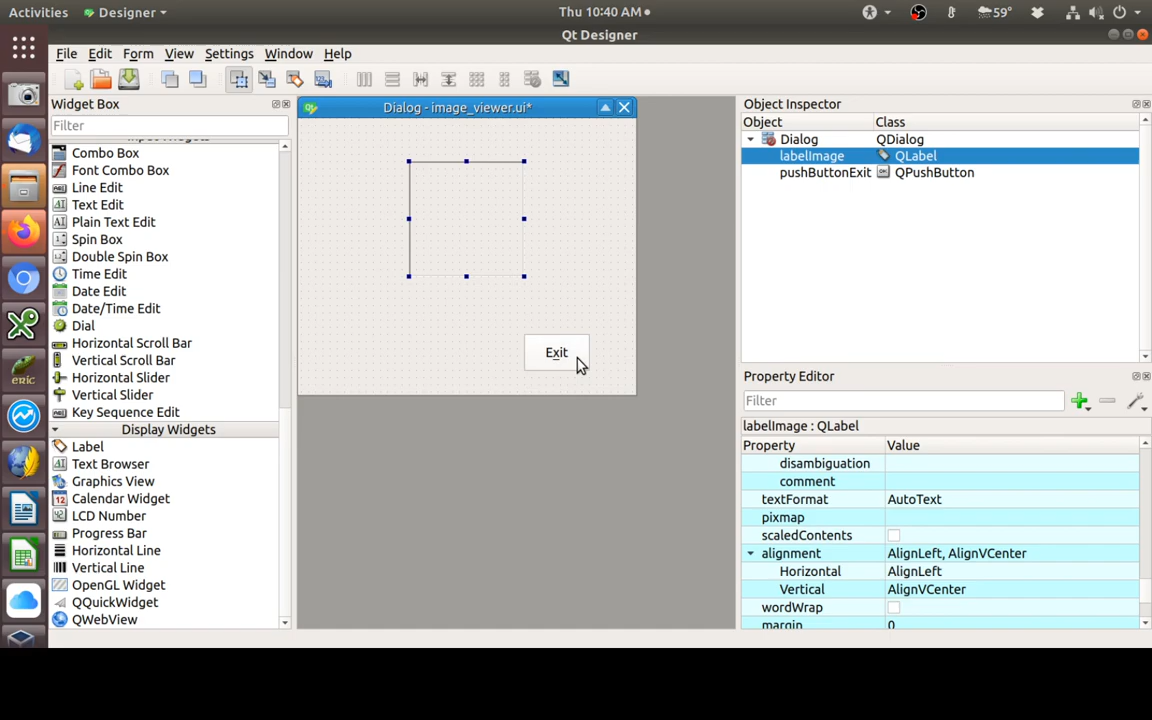 Activities Designer Thu 10:40 AM 59°
Qt Designer
File Edit Form View Settings Window Help
Widget Box
Filter
Combo Box
Font Combo Box
Line Edit
Text Edit
Plain Text Edit
Spin Box
Double Spin Box
Time Edit
Date Edit
Date/Time Edit
Dial
Horizontal Scroll Bar
Vertical Scroll Bar
Horizontal Slider
Vertical Slider
Key Sequence Edit
Display Widgets
Label
Text Browser
Graphics View
Calendar Widget
LCD Number
Progress Bar
Horizontal Line
Vertical Line
OpenGL Widget
QQuickWidget
QWebView
Dialog - image_viewer.ui*
Exit
Object Inspector
Object Class
Dialog QDialog
labelImage QLabel
pushButtonExit QPushButton
Property Editor
Filter
labelImage : QLabel
Property Value
disambiguation
comment
textFormat AutoText
pixmap
scaledContents
alignment AlignLeft, AlignVCenter
Horizontal AlignLeft
Vertical AlignVCenter
wordWrap
margin 0
eric